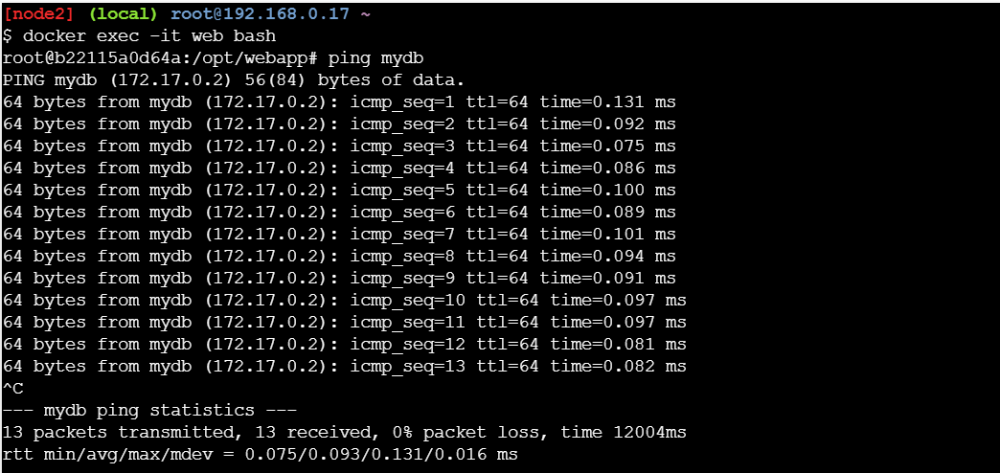 [node2] (local) root@192.168.0.17 ~
$ docker exec -it web bash
root@b22115a0d64a:/opt/webapp# ping mydb
PING mydb (172.17.0.2) 56(84) bytes of data.
64 bytes from mydb (172.17.0.2): icmp_seq=1 ttl=64 time=0.131 ms
64 bytes from mydb (172.17.0.2): icmp_seq=2 ttl=64 time=0.092 ms
64 bytes from mydb (172.17.0.2): icmp_seq=3 ttl=64 time=0.075 ms
64 bytes from mydb (172.17.0.2): icmp_seq=4 ttl=64 time=0.086 ms
64 bytes from mydb (172.17.0.2): icmp_seq=5 ttl=64 time=0.100 ms
64 bytes from mydb (172.17.0.2): icmp_seq=6 ttl=64 time=0.089 ms
64 bytes from mydb (172.17.0.2): icmp_seq=7 ttl=64 time=0.101 ms
64 bytes from mydb (172.17.0.2): icmp_seq=8 ttl=64 time=0.094 ms
64 bytes from mydb (172.17.0.2): icmp_seq=9 ttl=64 time=0.091 ms
64 bytes from mydb (172.17.0.2): icmp_seq=10 ttl=64 time=0.097 ms
64 bytes from mydb (172.17.0.2): icmp_seq=11 ttl=64 time=0.097 ms
64 bytes from mydb (172.17.0.2): icmp_seq=12 ttl=64 time=0.081 ms
64 bytes from mydb (172.17.0.2): icmp_seq=13 ttl=64 time=0.082 ms
^C
--- mydb ping statistics ---
13 packets transmitted, 13 received, 0% packet loss, time 12004ms
rtt min/avg/max/mdev = 0.075/0.093/0.131/0.016 ms